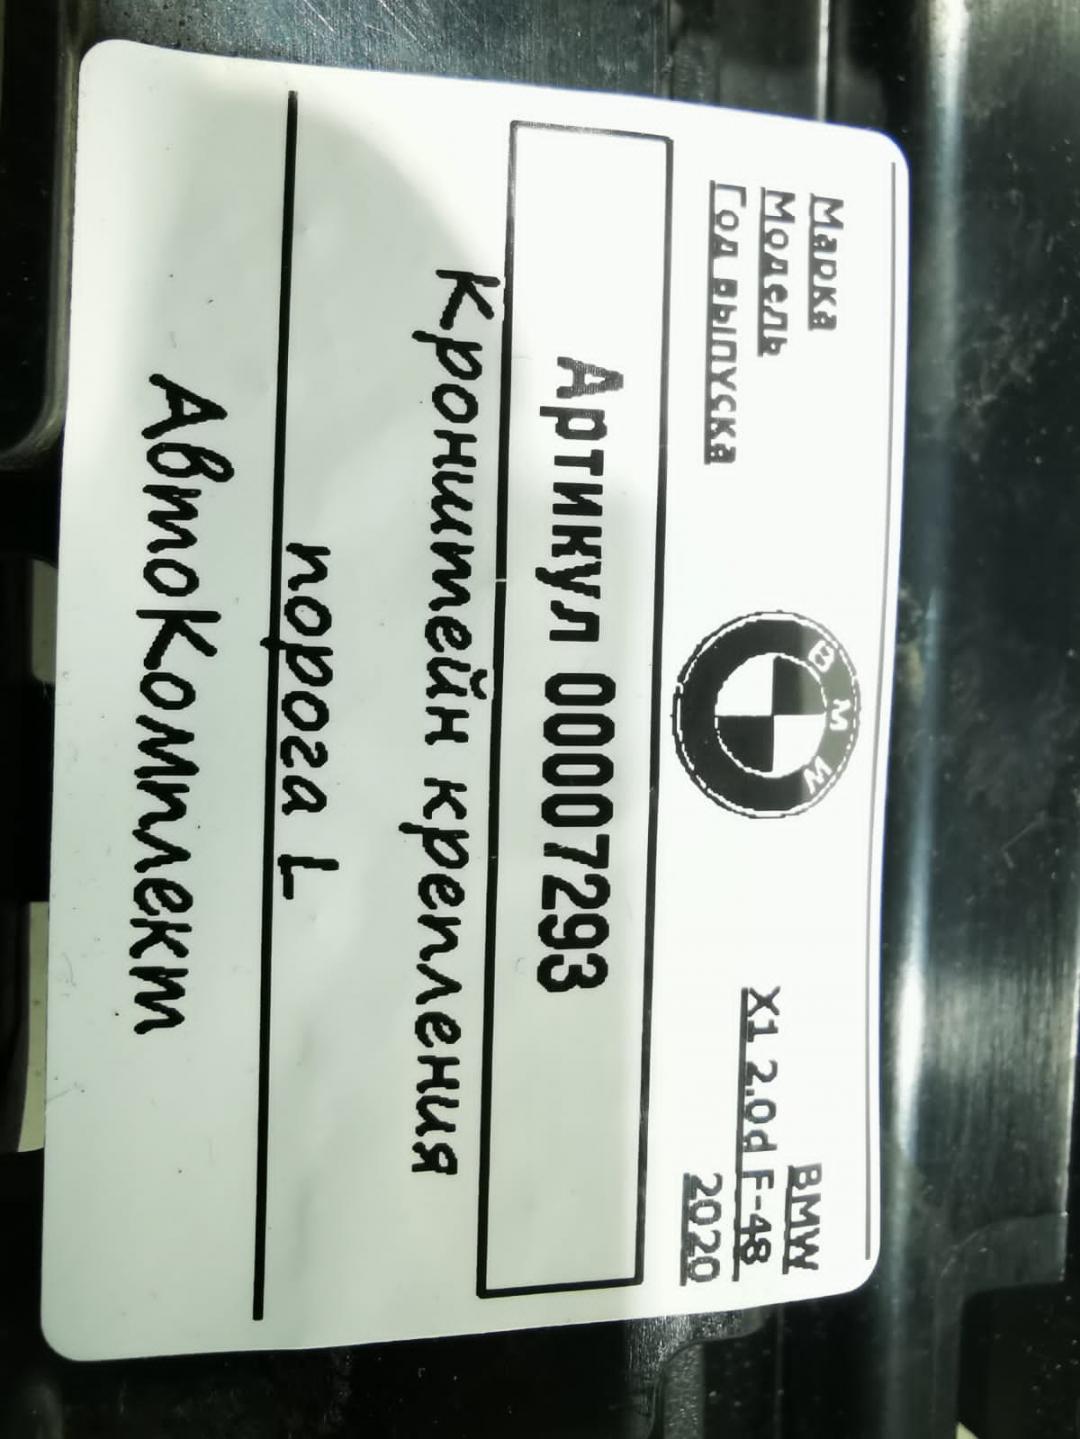 Марка BMW
Модель X1 2.0d F-48
Год выпуска 2020
BMW
Артикул 00007293
Кронштейн крепления
порога L
АвтоКомплект